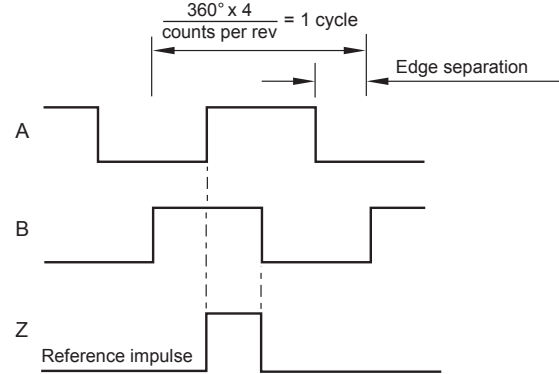 360° x 4
counts per rev
= 1 cycle
Edge separation
A
B
Z
Reference impulse